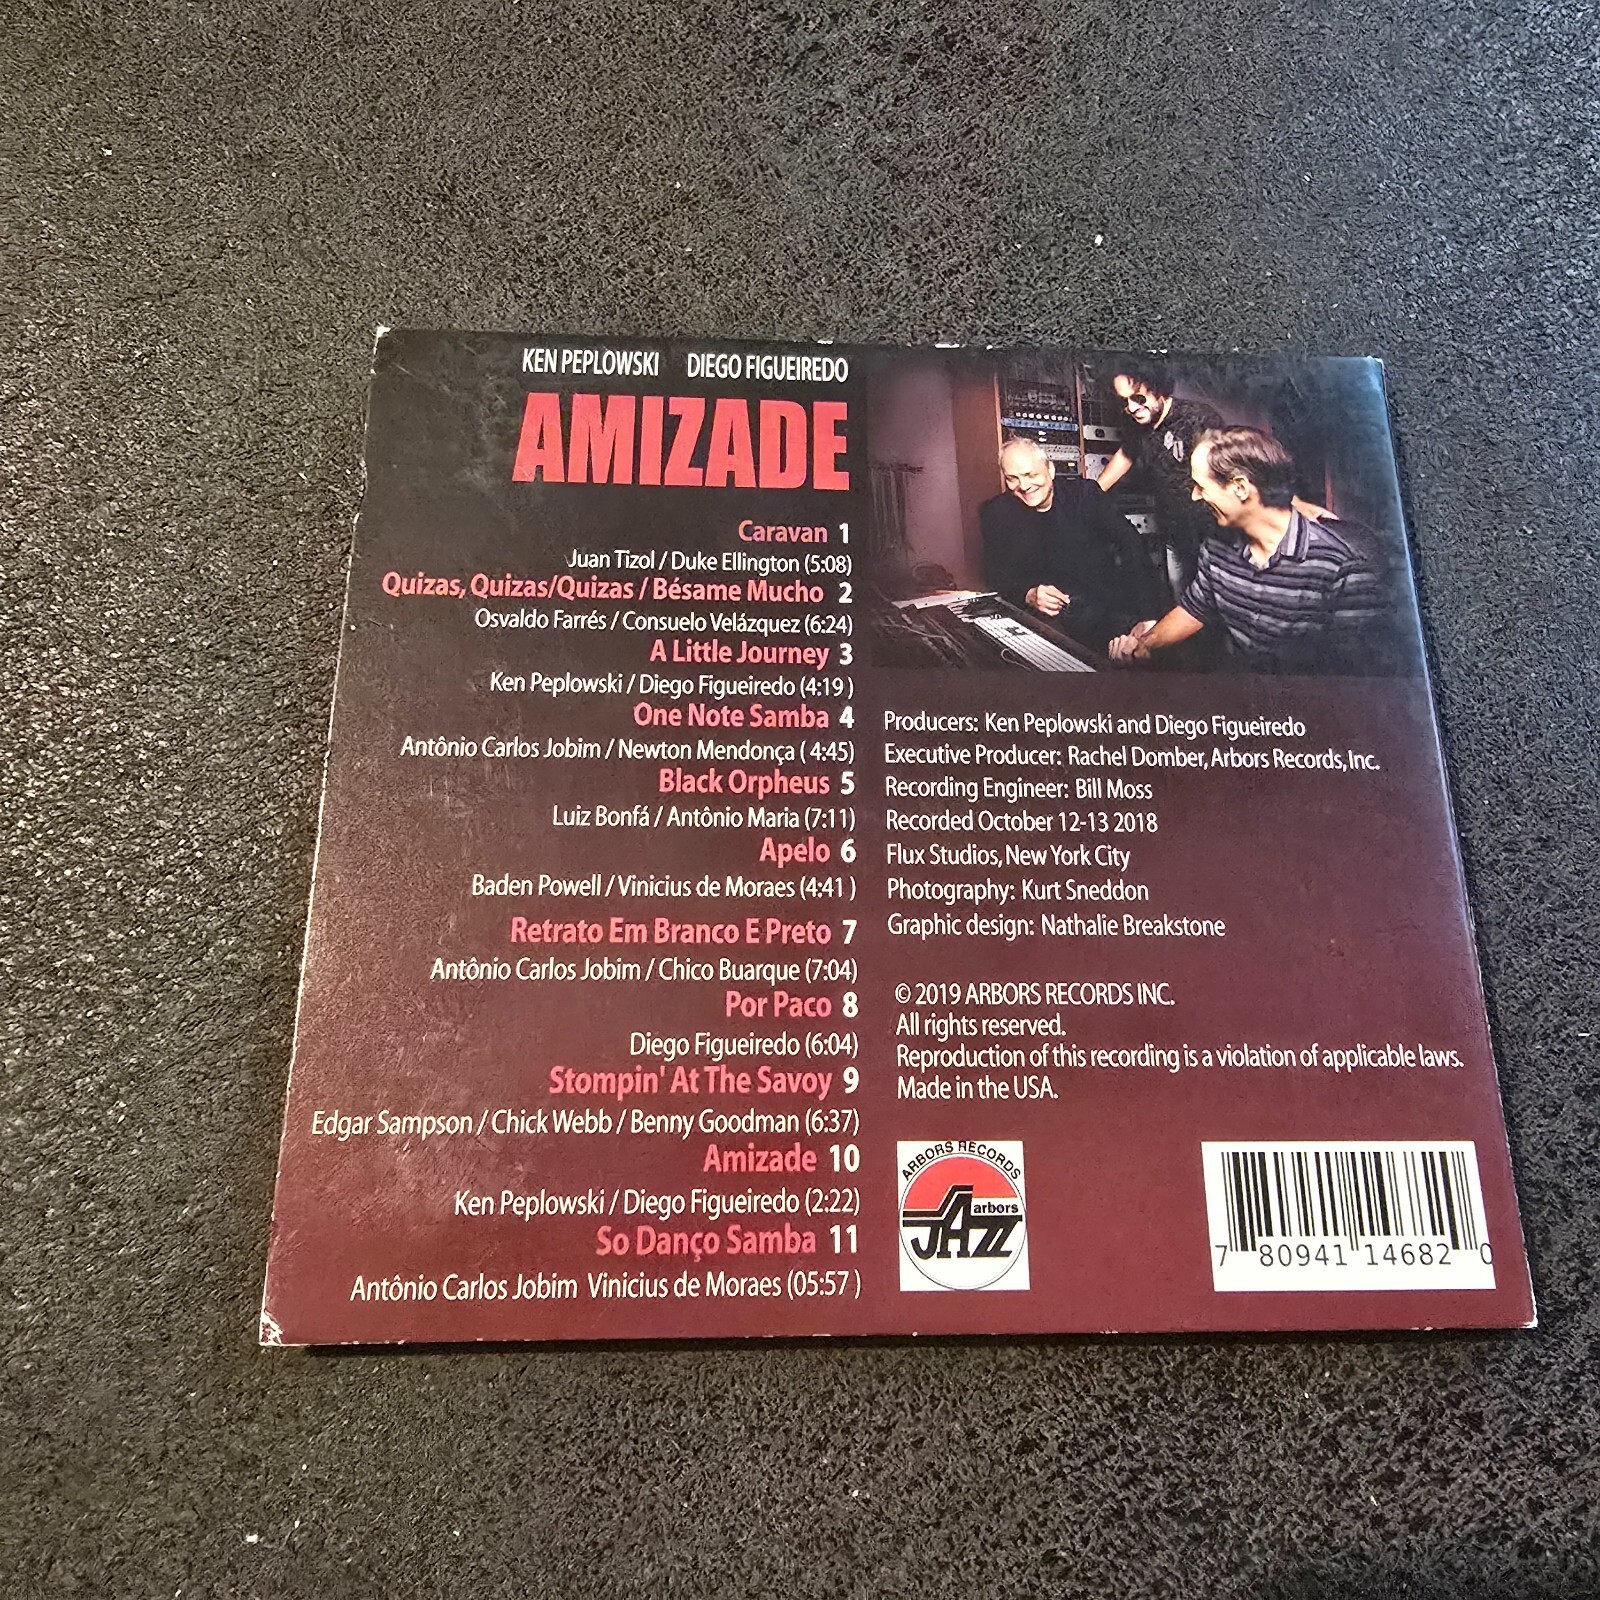 KEN PEPLOWSKI DIEGO FIGUEIREDO
AMIZADE
Caravan 1
Juan Tizol / Duke Ellington (5:08)
Quizas, Quizas/Quizas / Bésame Mucho 2
Osvaldo Farrés / Consuelo Velázquez (6:24)
A Little Journey 3
Ken Peplowski / Diego Figueiredo (4:19 )
One Note Samba 4
Antônio Carlos Jobim / Newton Mendonça ( 4:45)
Black Orpheus 5
Luiz Bonfá / Antônio Maria (7:11)
Apelo 6
Baden Powell / Vinicius de Moraes (4:41 )
Retrato Em Branco E Preto 7
Antônio Carlos Jobim / Chico Buarque (7:04)
Por Paco 8
Diego Figueiredo (6:04)
Stompin' At The Savoy 9
Edgar Sampson / Chick Webb / Benny Goodman (6:37)
Amizade 10
Ken Peplowski / Diego Figueiredo (2:22)
So Danço Samba 11
Antônio Carlos Jobim Vinicius de Moraes (05:57 )
Producers: Ken Peplowski and Diego Figueiredo
Executive Producer: Rachel Domber, Arbors Records, Inc.
Recording Engineer: Bill Moss
Recorded October 12-13 2018
Flux Studios, New York City
Photography: Kurt Sneddon
Graphic design: Nathalie Breakstone
© 2019 ARBORS RECORDS INC.
All rights reserved.
Reproduction of this recording is a violation of applicable laws.
Made in the USA.
ARBORS RECORDS
arbors
JAZZ
7 80941 14682 0